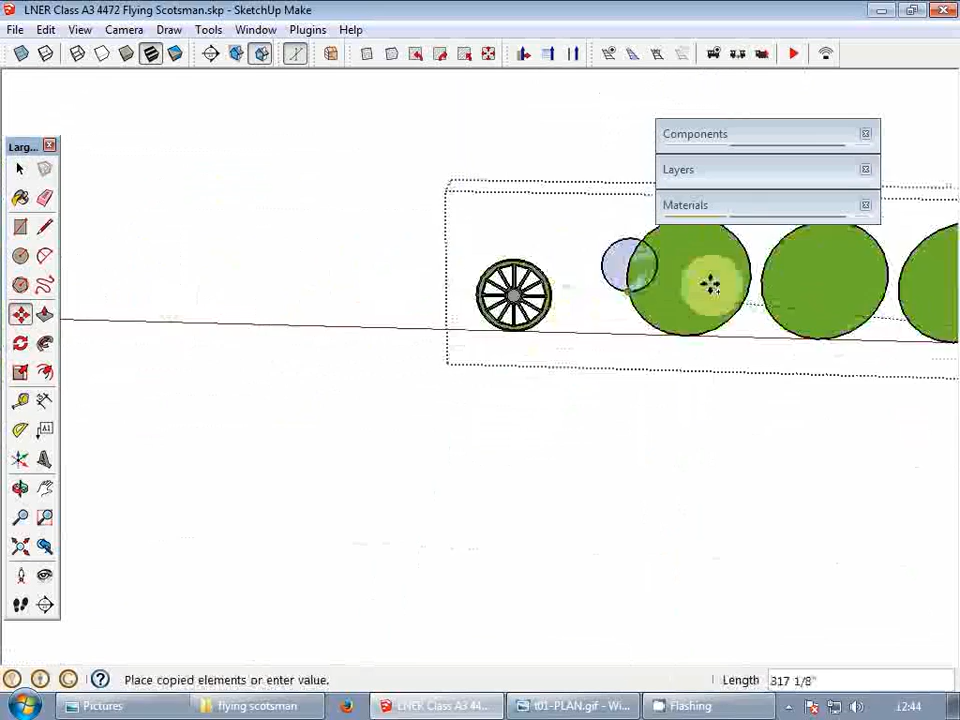 LNER Class A3 4472 Flying Scotsman.skp - SketchUp Make
File Edit View Camera Draw Tools Window Plugins Help
Larg...
Components
Layers
Materials
A1
Place copied elements or enter value.
Length 317 1/8"
Pictures
flying scotsman
LNER Class A3 44...
t01-PLAN.gif - Wi...
Flashing
12:44